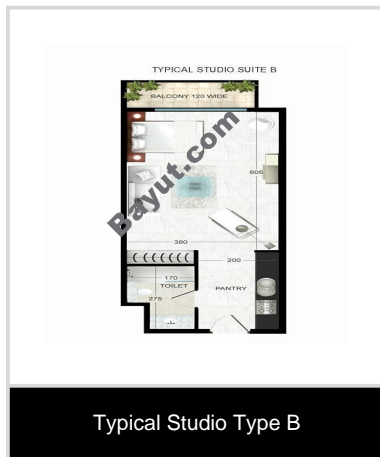 TYPICAL STUDIO SUITE B
BALCONY 120 WIDE
Bayut.com
605
380
200
170
TOILET
275
PANTRY
Typical Studio Type B